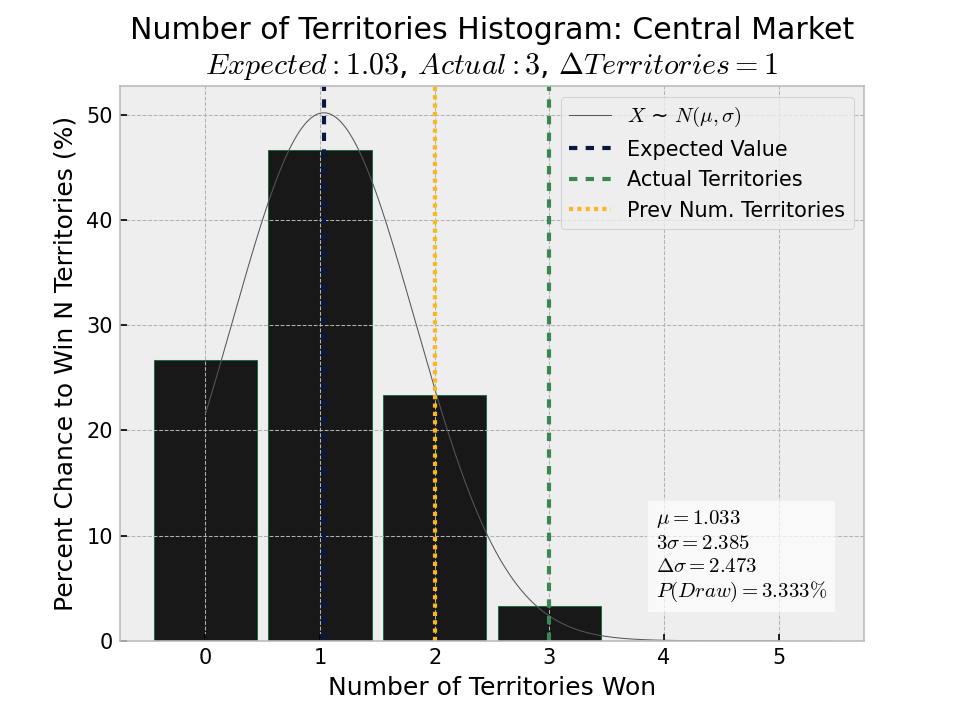 Number of Territories Histogram: Central Market
Expected : 1.03, Actual : 3, ΔTerritories = 1
Percent Chance to Win N Territories (%)
50
40
30
20
10
0
X ~ N(μ, σ)
Expected Value
Actual Territories
Prev Num. Territories
μ = 1.033
3σ = 2.385
Δσ = 2.473
P(Draw) = 3.333%
0 1 2 3 4 5
Number of Territories Won